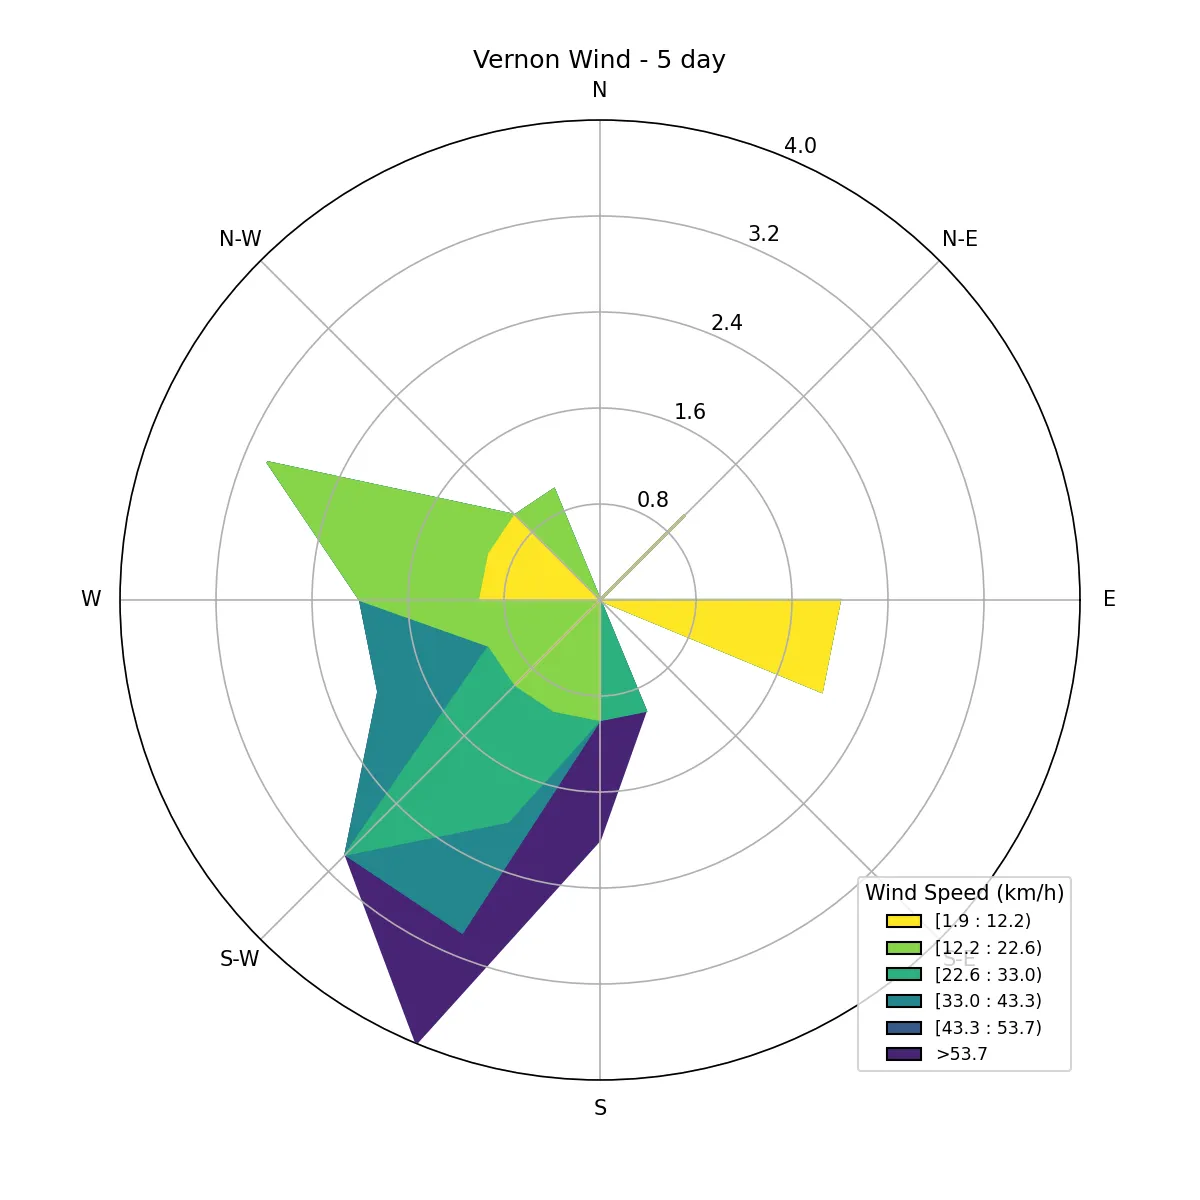 Vernon Wind - 5 day
N
4.0
N-W
3.2
N-E
2.4
1.6
0.8
W
E
S-W
S-E
S
Wind Speed (km/h)
[1.9 : 12.2)
[12.2 : 22.6)
[22.6 : 33.0)
[33.0 : 43.3)
[43.3 : 53.7)
>53.7